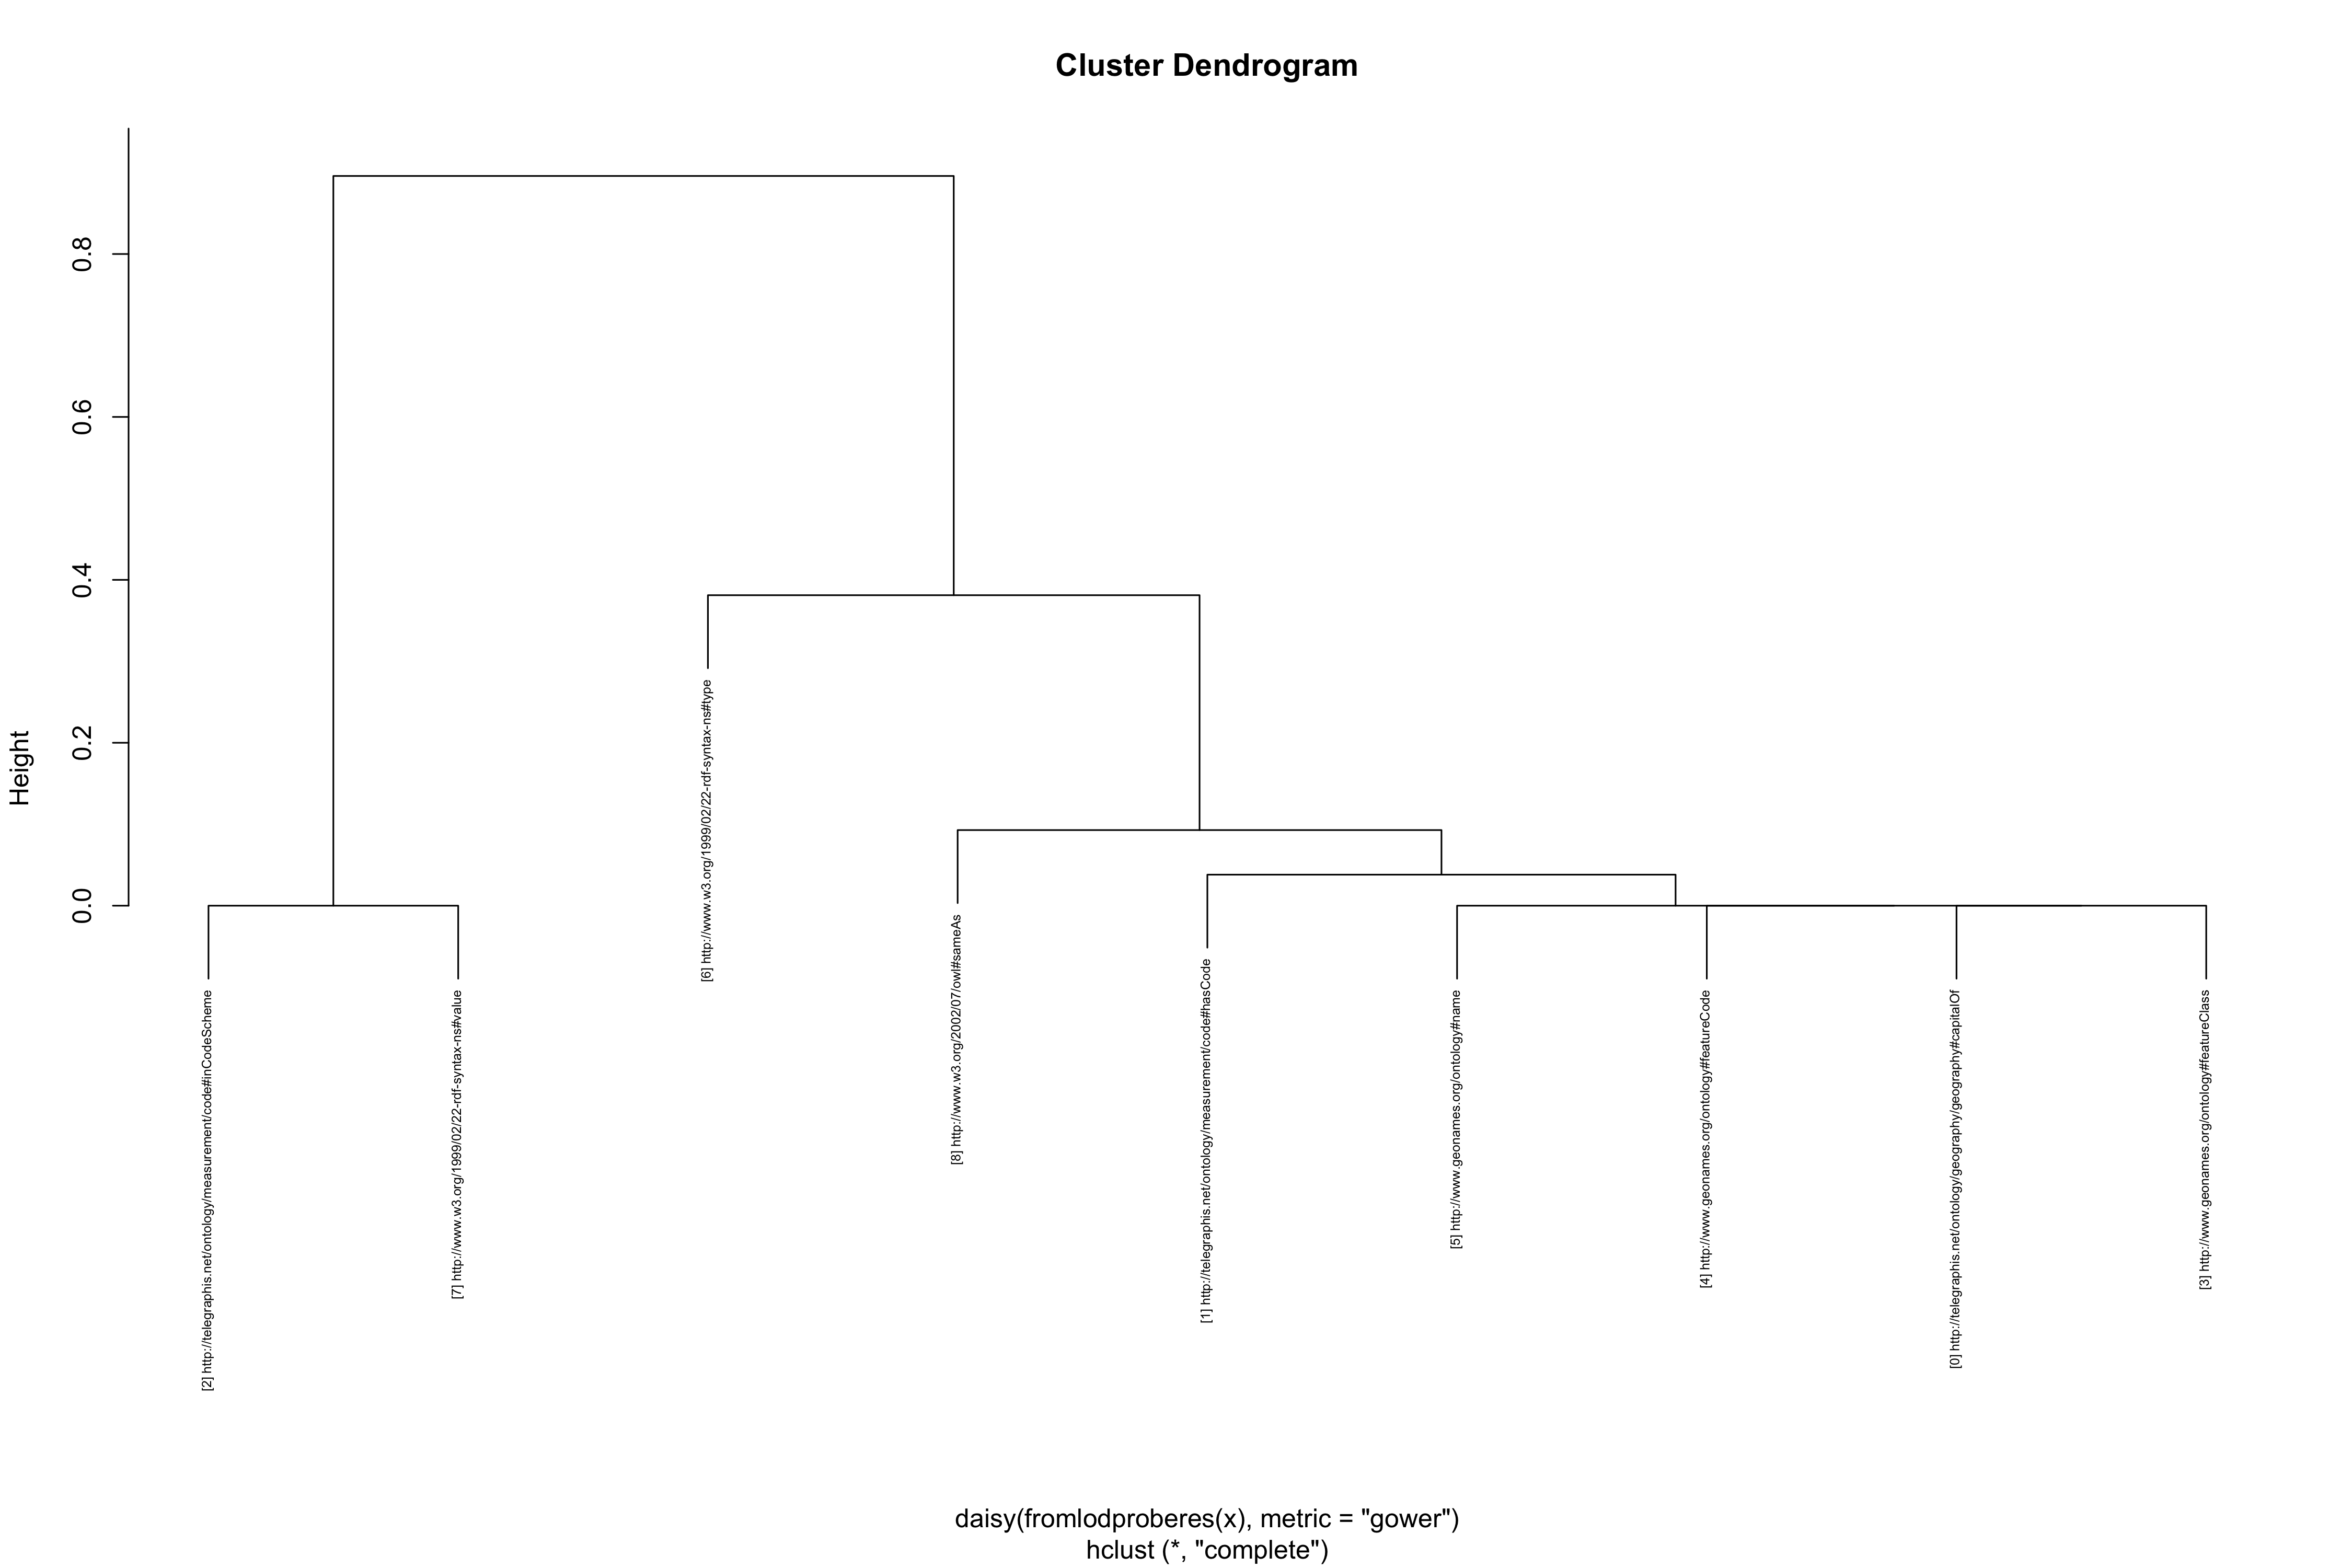 Cluster Dendrogram
Height
0.0
0.2
0.4
0.6
0.8
[2] http://telegraphis.net/ontology/measurement/code#inCodeScheme
[7] http://www.w3.org/1999/02/22-rdf-syntax-ns#value
[6] http://www.w3.org/1999/02/22-rdf-syntax-ns#type
[8] http://www.w3.org/2002/07/owl#sameAs
[1] http://telegraphis.net/ontology/measurement/code#hasCode
[5] http://www.geonames.org/ontology#name
[4] http://www.geonames.org/ontology#featureCode
[0] http://telegraphis.net/ontology/geography/geography#capitalOf
[3] http://www.geonames.org/ontology#featureClass
daisy(fromlodproberes(x), metric = "gower")
hclust (*, "complete")